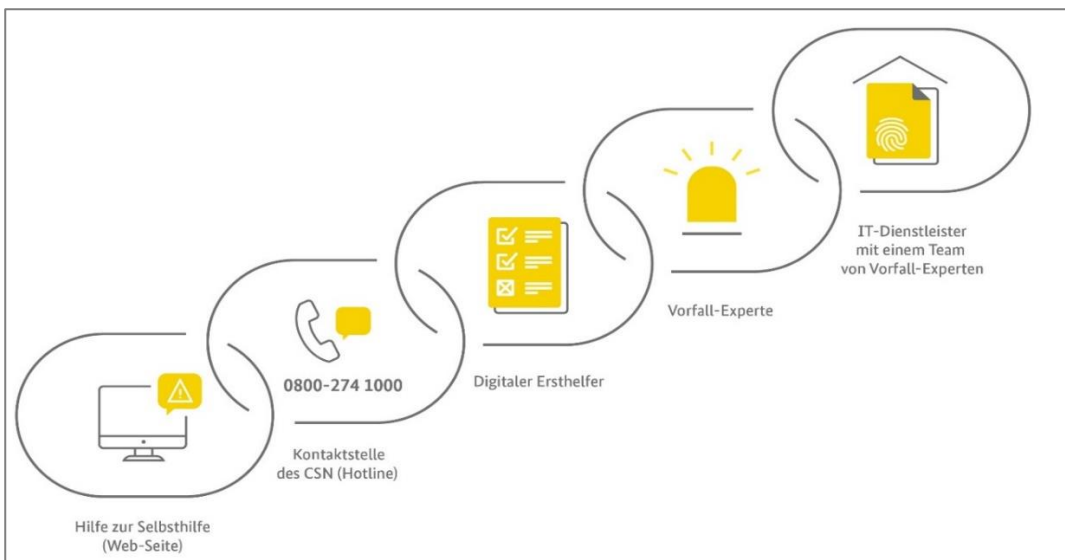 Hilfe zur Selbsthilfe
(Web-Seite)
0800-274 1000
Kontaktstelle
des CSN (Hotline)
Digitaler Ersthelfer
Vorfall-Experte
IT-Dienstleister
mit einem Team
von Vorfall-Experten